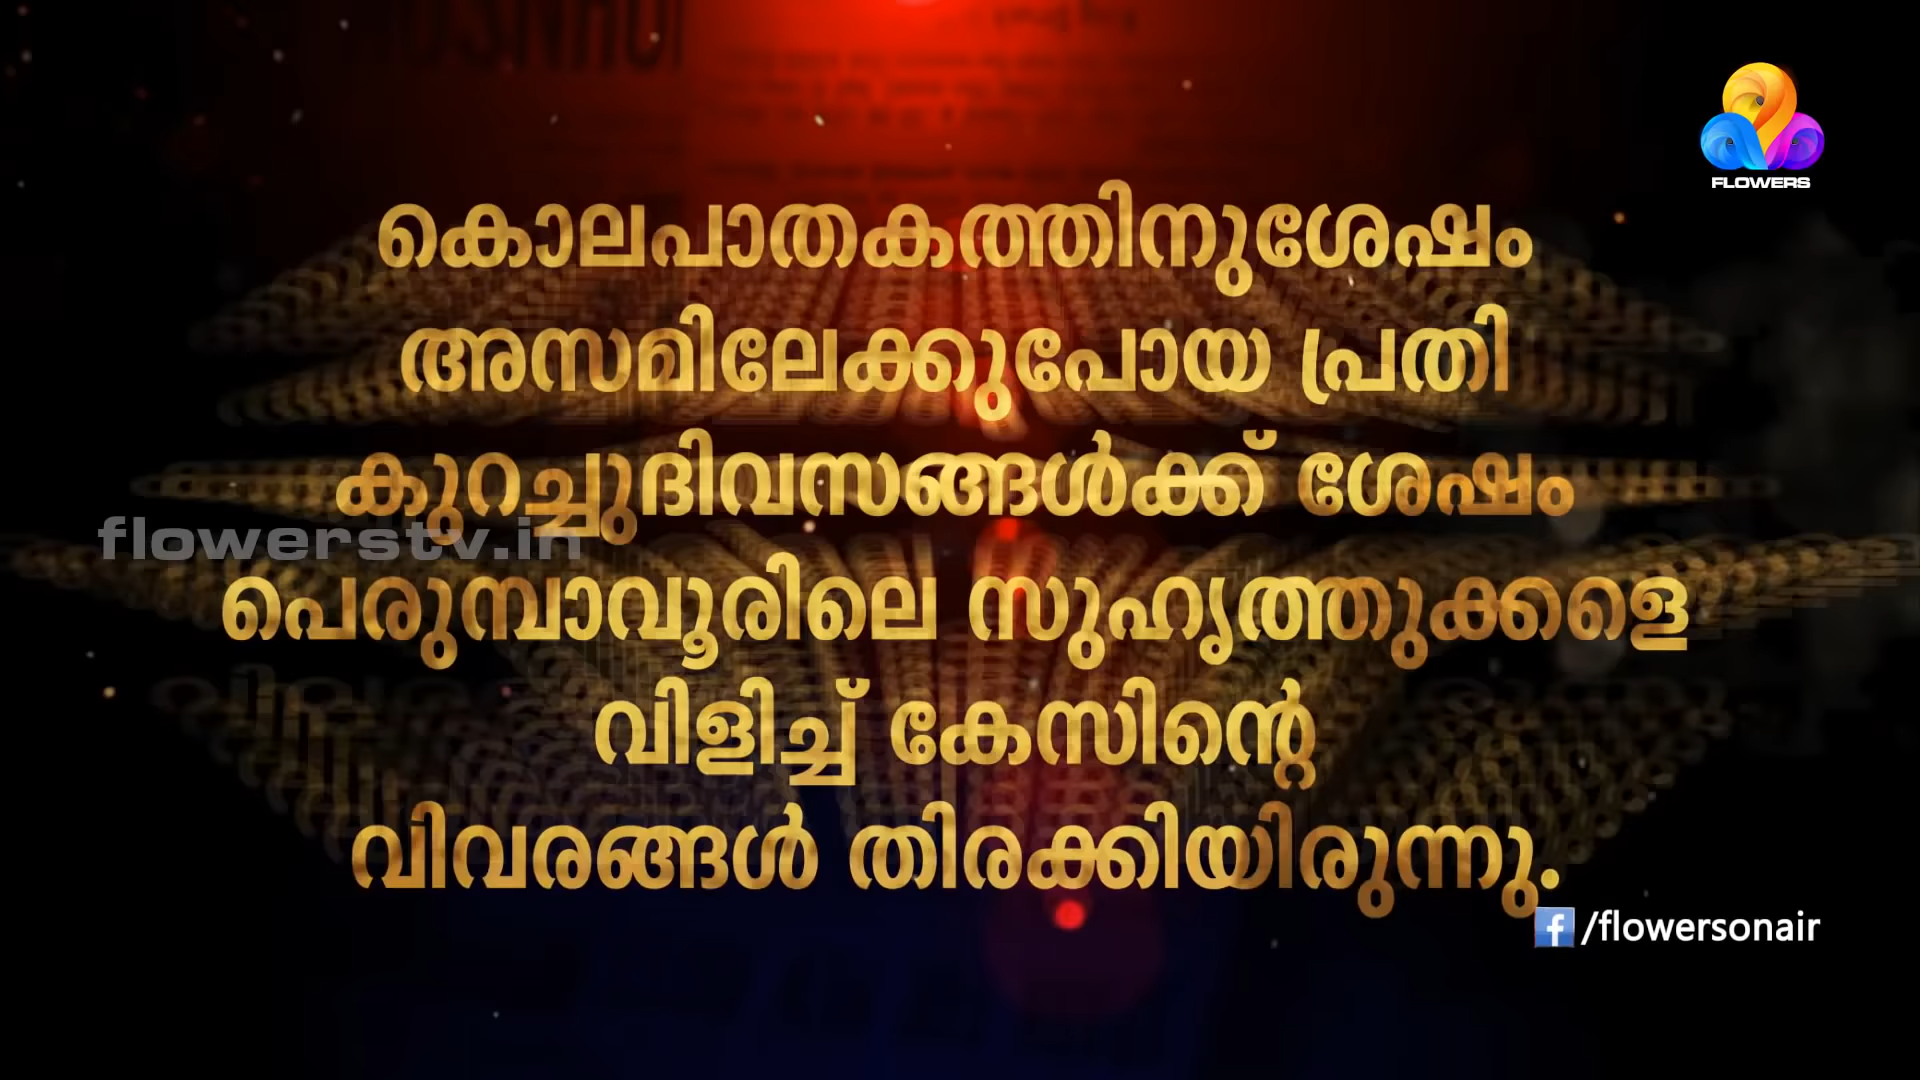 FLOWERS
കൊലപാതകത്തിനുശേഷം
അസമിലേക്കുപോയ പ്രതി
കുറച്ചുദിവസങ്ങൾക്ക് ശേഷം
flowerstv.in
പെരുമ്പാവൂരിലെ സുഹൃത്തുക്കളെ
വിളിച്ച് കേസിന്റെ
വിവരങ്ങൾ തിരക്കിയിരുന്നു.
/flowersonair